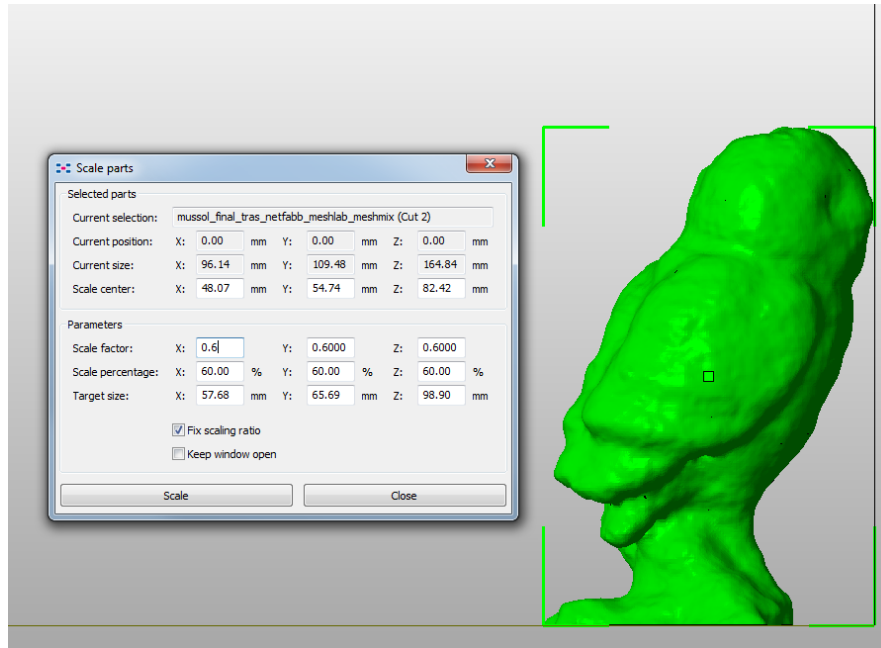 Scale parts
Selected parts
Current selection: mussol_final_tras_netfabb_meshlab_meshmix (Cut 2)
Current position: X: 0.00 mm Y: 0.00 mm Z: 0.00 mm
Current size: X: 96.14 mm Y: 109.48 mm Z: 164.84 mm
Scale center: X: 48.07 mm Y: 54.74 mm Z: 82.42 mm
Parameters
Scale factor: X: 0.6 Y: 0.6000 Z: 0.6000
Scale percentage: X: 60.00 % Y: 60.00 % Z: 60.00 %
Target size: X: 57.68 mm Y: 65.69 mm Z: 98.90 mm
Fix scaling ratio
Keep window open
Scale Close